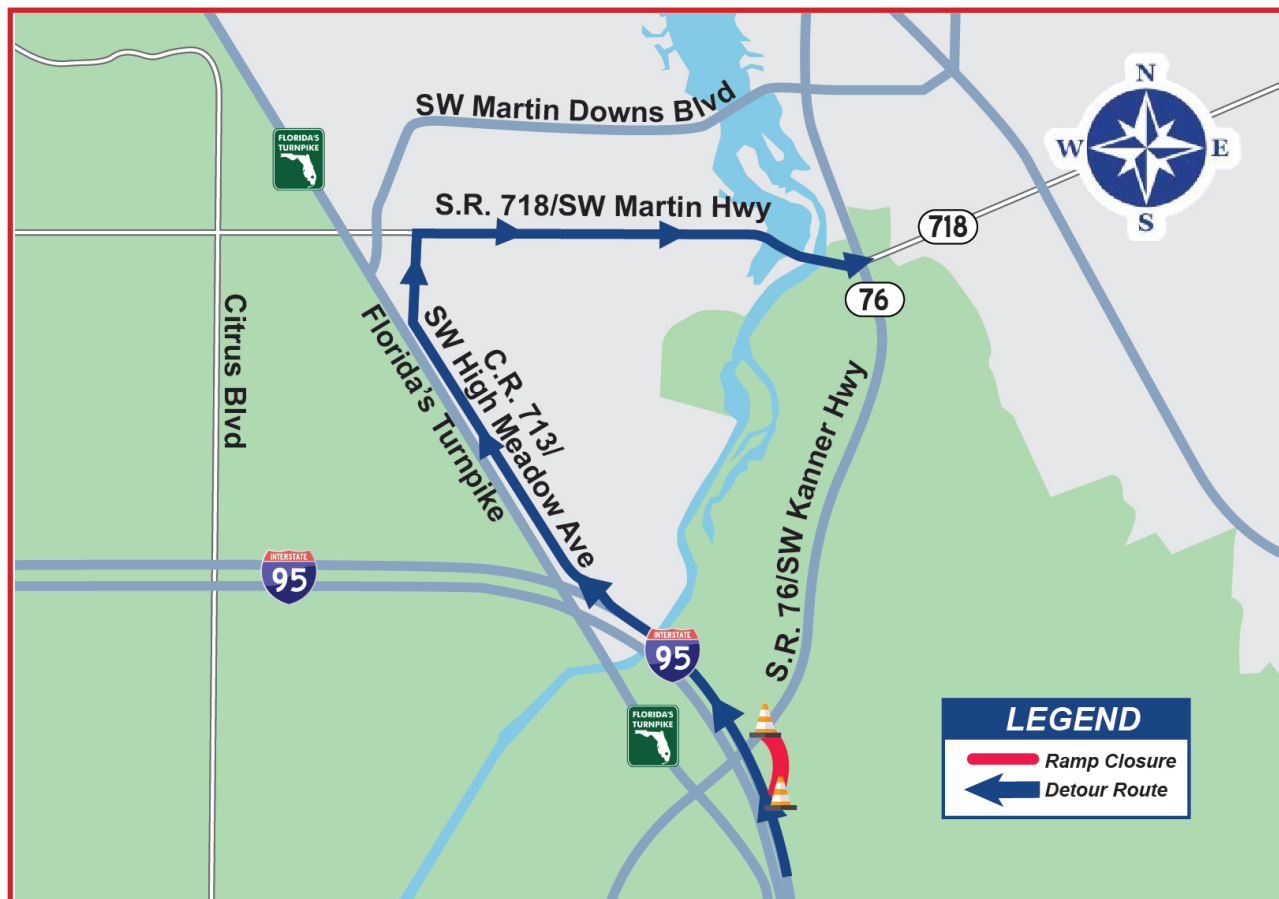 N
W
E
S
SW Martin Downs Blvd
FLORIDA'S
TURNPIKE
S.R. 718/SW Martin Hwy
718
76
Citrus Blvd
Florida's Turnpike
C.R. 713/
SW High Meadow Ave
S.R. 76/SW Kanner Hwy
INTERSTATE
95
INTERSTATE
95
FLORIDA'S
TURNPIKE
LEGEND
Ramp Closure
Detour Route